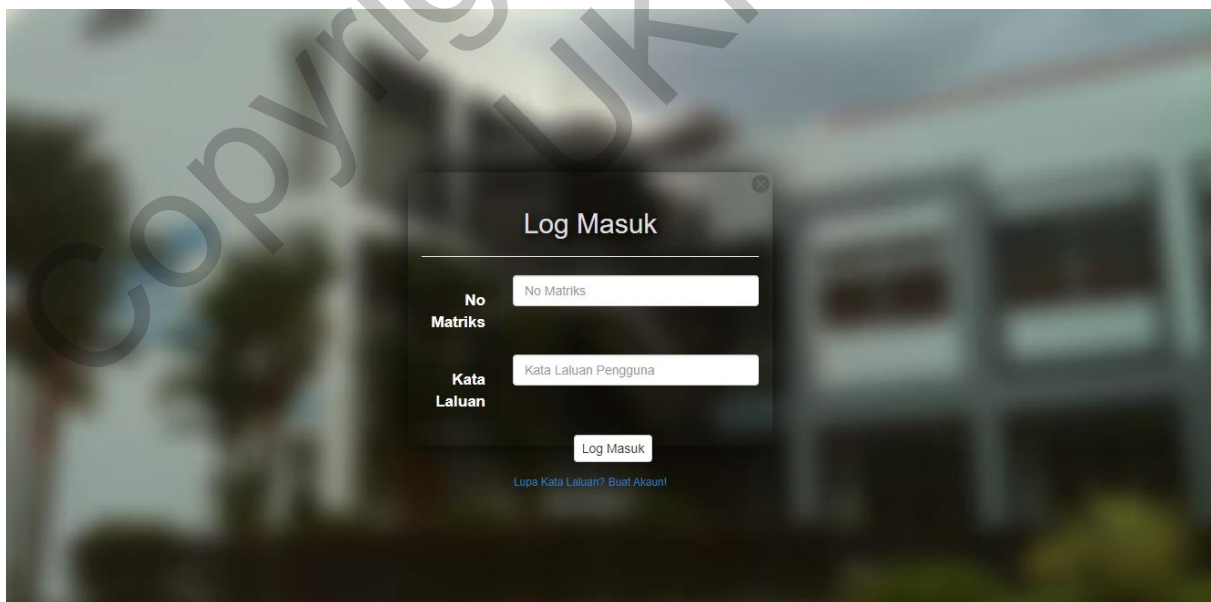 Log Masuk
No
Matriks
No Matriks
Kata
Laluan
Kata Laluan Pengguna
Log Masuk
Lupa Kata Laluan? Buat Akaun!